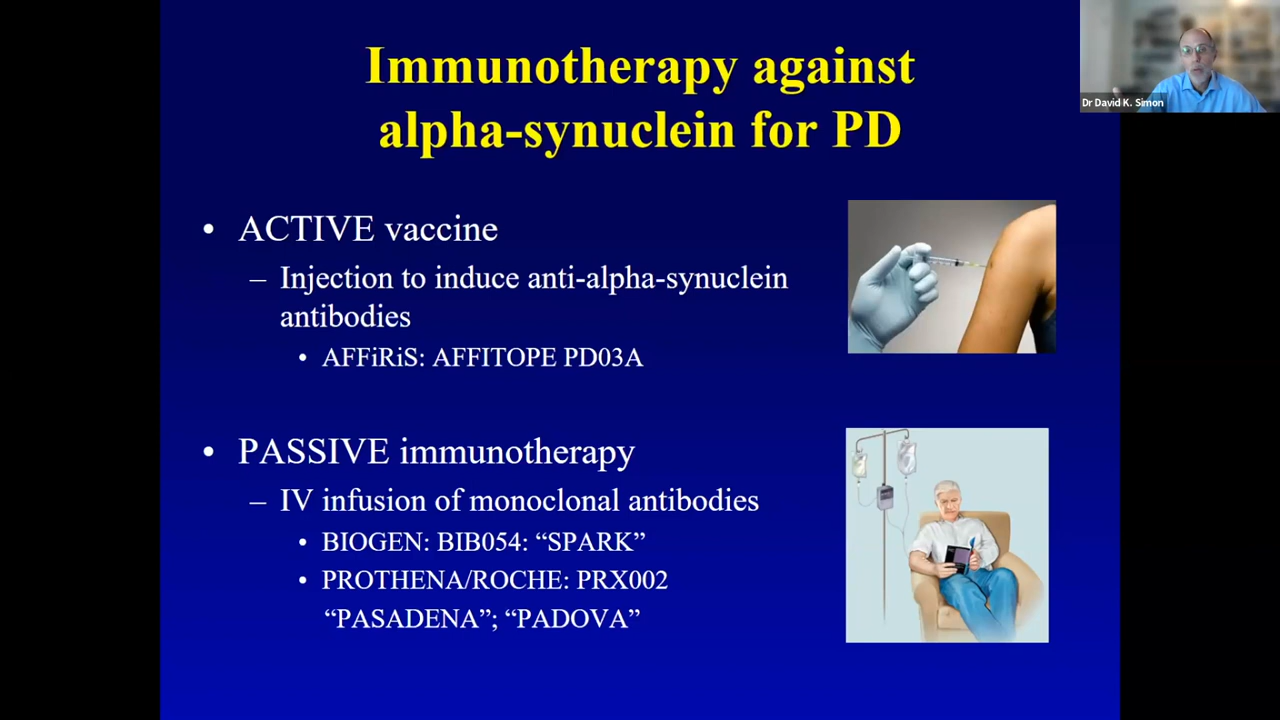 Immunotherapy against
alpha-synuclein for PD
Dr David K. Simon
• ACTIVE vaccine
– Injection to induce anti-alpha-synuclein
antibodies
• AFFiRiS: AFFITOPE PD03A
• PASSIVE immunotherapy
– IV infusion of monoclonal antibodies
• BIOGEN: BIB054: “SPARK”
• PROTHENA/ROCHE: PRX002
“PASADENA”; “PADOVA”